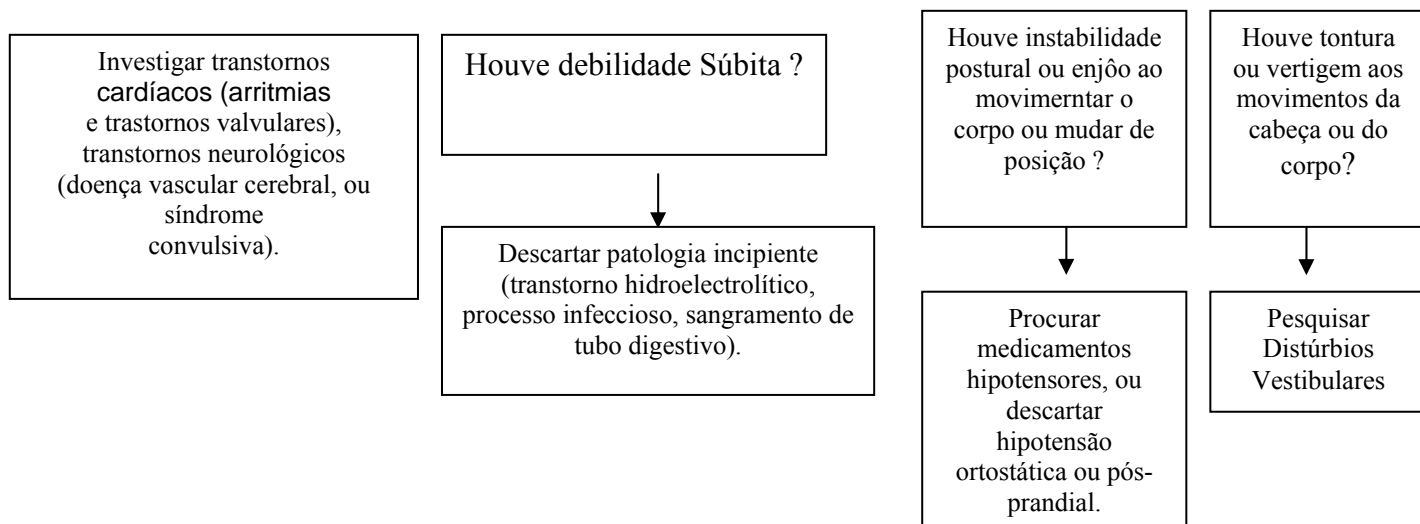 Investigar transtornos
cardíacos (arritmias
e trastornos valvulares),
transtornos neurológicos
(doença vascular cerebral, ou
síndrome
convulsiva).
Houve debilidade Súbita ?
Descartar patologia incipiente
(transtorno hidroelectrolítico,
processo infeccioso, sangramento de
tubo digestivo).
Houve instabilidade
postural ou enjôo ao
movimerntar o
corpo ou mudar de
posição ?
Procurar
medicamentos
hipotensores, ou
descartar
hipotensão
ortostática ou pós-
prandial.
Houve tontura
ou vertigem aos
movimentos da
cabeça ou do
corpo?
Pesquisar
Distúrbios
Vestibulares